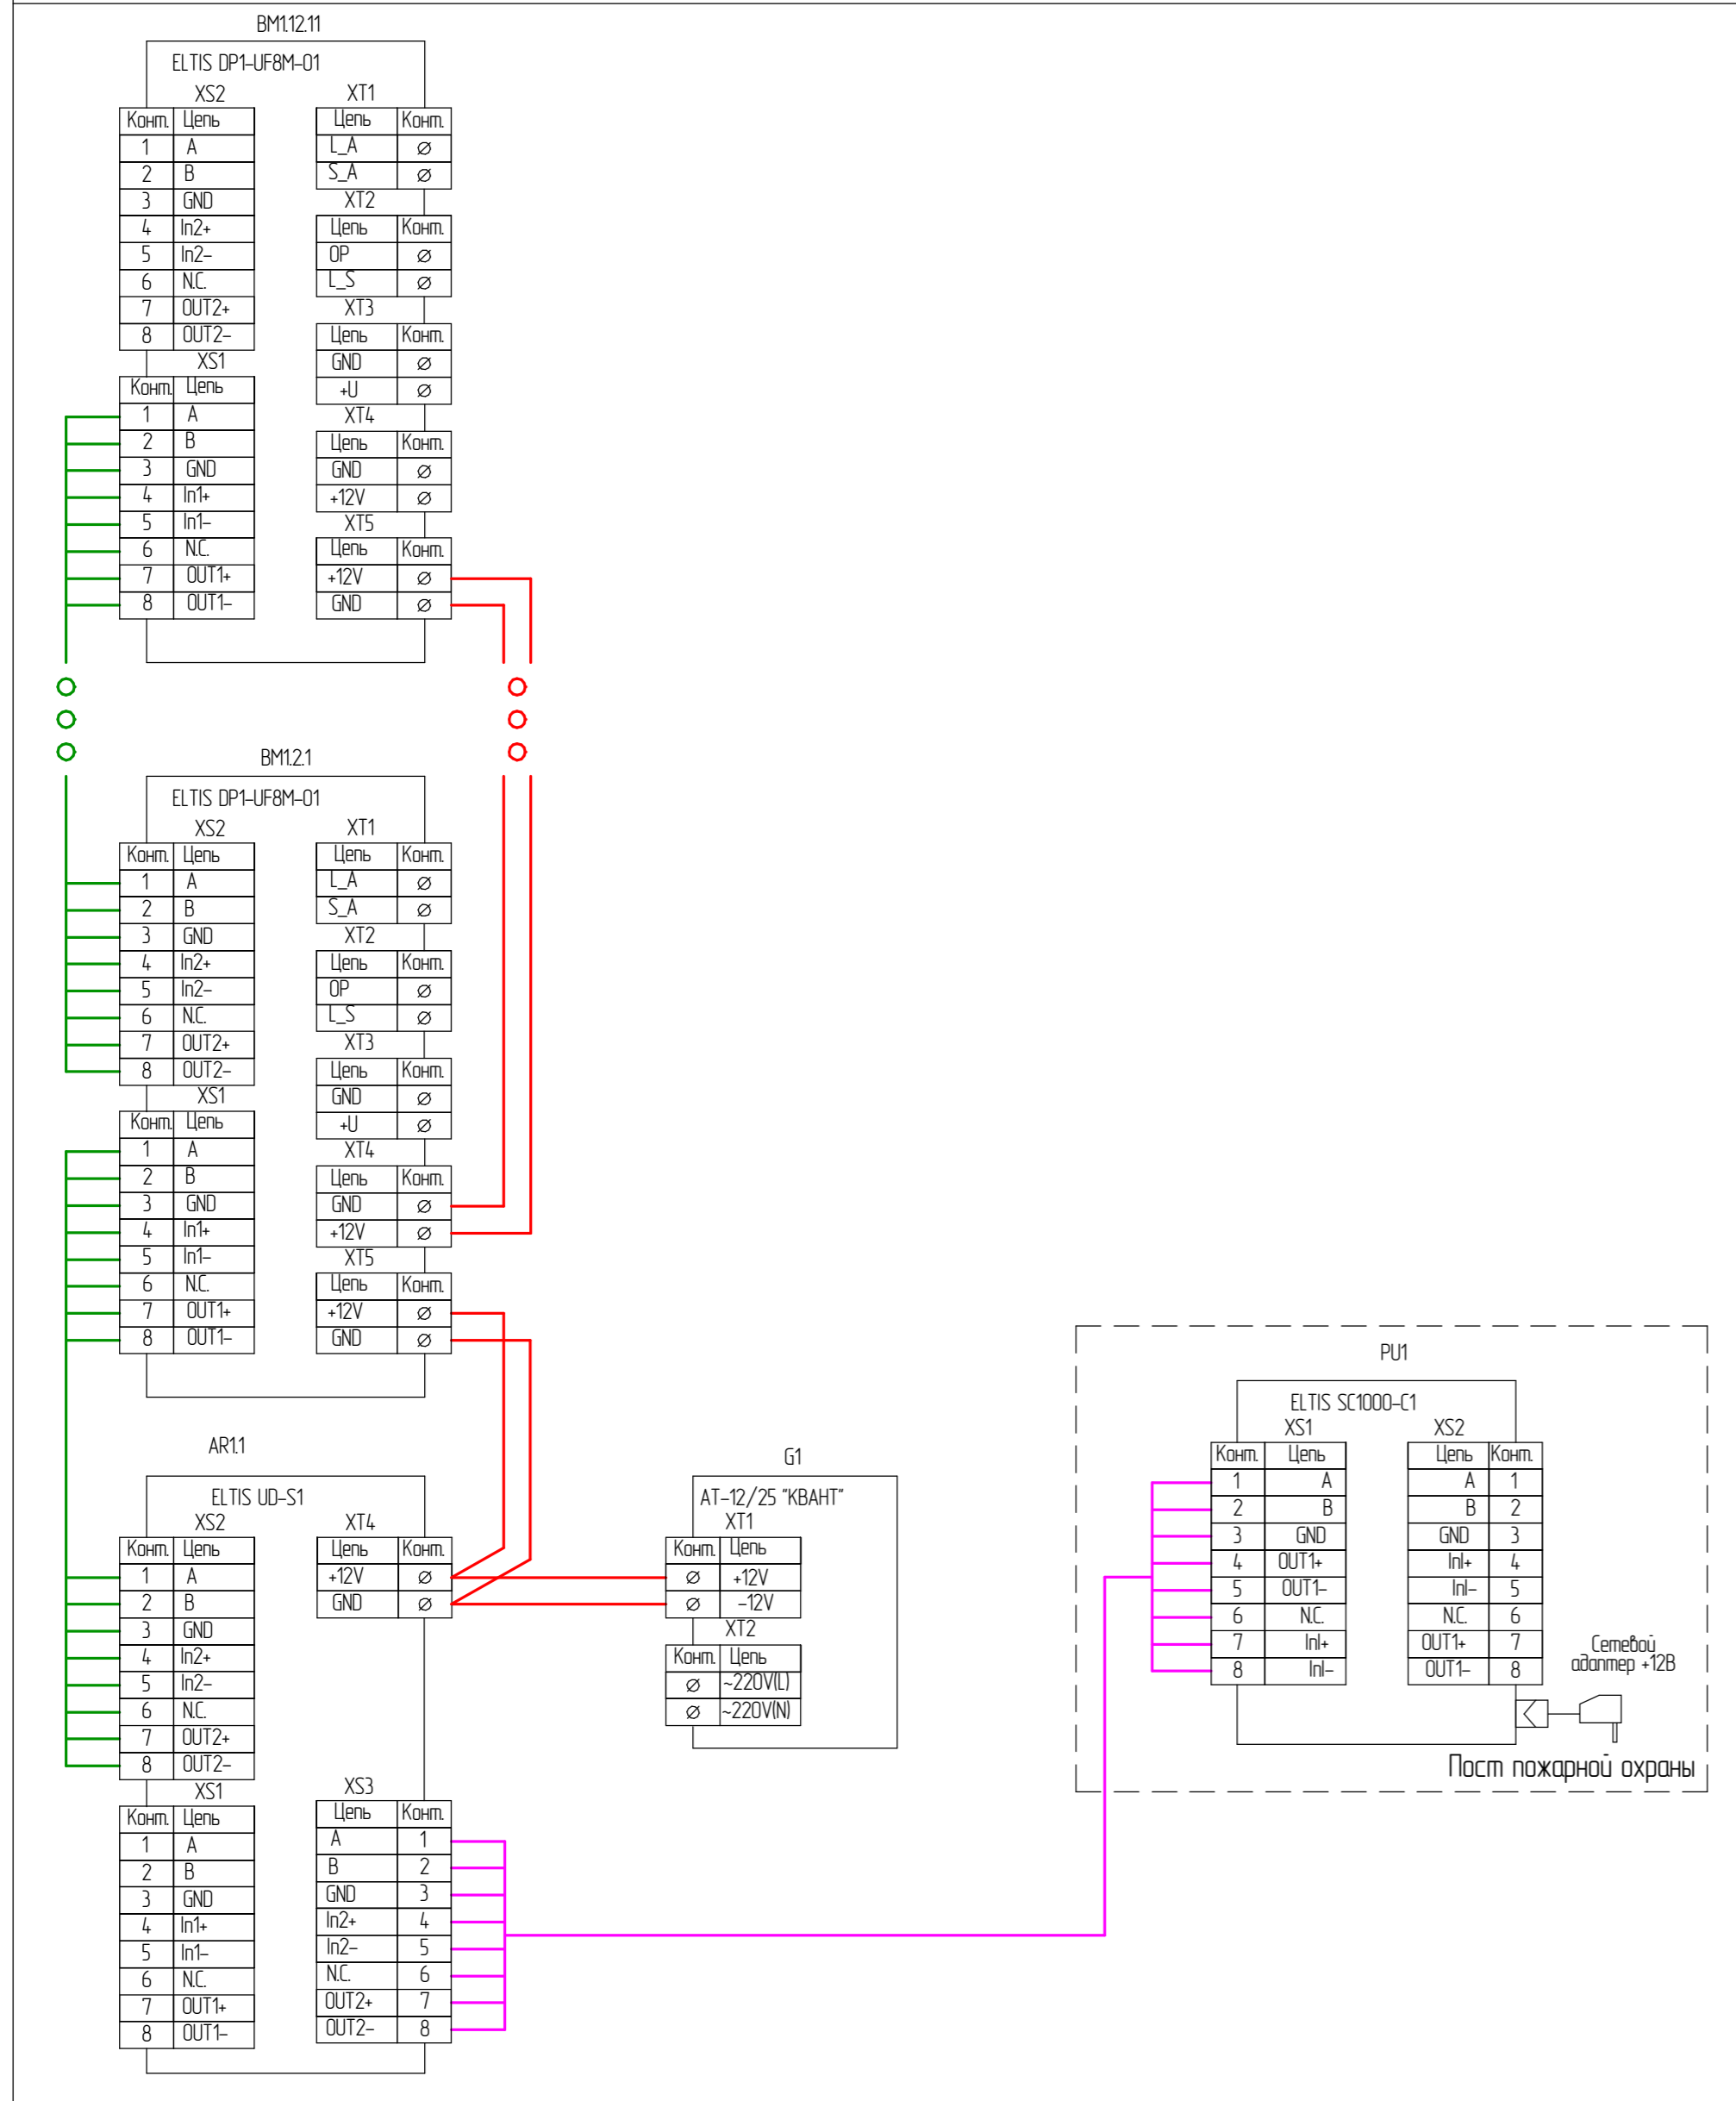 ВМ1.12.11
ELTIS DP1-UF8M-01
XS2
Конт. Цепь
1 A
2 B
3 GND
4 In2+
5 In2-
6 N.C.
7 OUT2+
8 OUT2-
XS1
Конт. Цепь
1 A
2 B
3 GND
4 In1+
5 In1-
6 N.C.
7 OUT1+
8 OUT1-
XT1
Цепь Конт.
L_A ⌀
S_A ⌀
XT2
Цепь Конт.
OP ⌀
L_S ⌀
XT3
Цепь Конт.
GND ⌀
+U ⌀
XT4
Цепь Конт.
GND ⌀
+12V ⌀
XT5
Цепь Конт.
+12V ⌀
GND ⌀
ВМ1.2.1
ELTIS DP1-UF8M-01
XS2
Конт. Цепь
1 A
2 B
3 GND
4 In2+
5 In2-
6 N.C.
7 OUT2+
8 OUT2-
XS1
Конт. Цепь
1 A
2 B
3 GND
4 In1+
5 In1-
6 N.C.
7 OUT1+
8 OUT1-
XT1
Цепь Конт.
L_A ⌀
S_A ⌀
XT2
Цепь Конт.
OP ⌀
L_S ⌀
XT3
Цепь Конт.
GND ⌀
+U ⌀
XT4
Цепь Конт.
GND ⌀
+12V ⌀
XT5
Цепь Конт.
+12V ⌀
GND ⌀
AR1.1
ELTIS UD-S1
XS2
Конт. Цепь
1 A
2 B
3 GND
4 In2+
5 In2-
6 N.C.
7 OUT2+
8 OUT2-
XS1
Конт. Цепь
1 A
2 B
3 GND
4 In1+
5 In1-
6 N.C.
7 OUT1+
8 OUT1-
XT4
Цепь Конт.
+12V ⌀
GND ⌀
XS3
Цепь Конт.
A 1
B 2
GND 3
In2+ 4
In2- 5
N.C. 6
OUT2+ 7
OUT2- 8
G1
АТ-12/25 "КВАНТ"
XT1
Конт. Цепь
⌀ +12V
⌀ -12V
XT2
Конт. Цепь
⌀ ~220V(L)
⌀ ~220V(N)
PU1
ELTIS SC1000-C1
XS1
Конт. Цепь
1 A
2 B
3 GND
4 OUT1+
5 OUT1-
6 N.C.
7 InI+
8 InI-
XS2
Цепь Конт.
A 1
B 2
GND 3
InI+ 4
InI- 5
N.C. 6
OUT1+ 7
OUT1- 8
Сетевой
адаптер +12В
Пост пожарной охраны